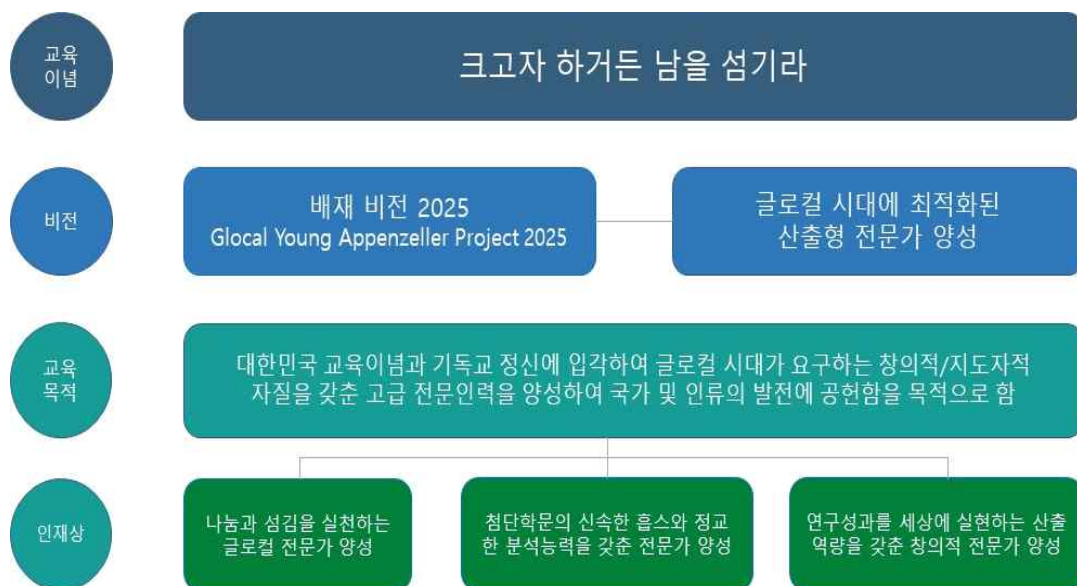 교육
이념
크고자 하거든 남을 섬기라
비전
배재 비전 2025
Glocal Young Appenzeller Project 2025
글로컬 시대에 최적화된
산출형 전문가 양성
교육
목적
대한민국 교육이념과 기독교 정신에 입각하여 글로컬 시대가 요구하는 창의적/지도자적
자질을 갖춘 고급 전문인력을 양성하여 국가 및 인류의 발전에 공헌함을 목적으로 함
인재상
나눔과 섬김을 실천하는
글로컬 전문가 양성
첨단학문의 신속한 흡스와 정교
한 분석능력을 갖춘 전문가 양성
연구성과를 세상에 실현하는 산출
역량을 갖춘 창의적 전문가 양성